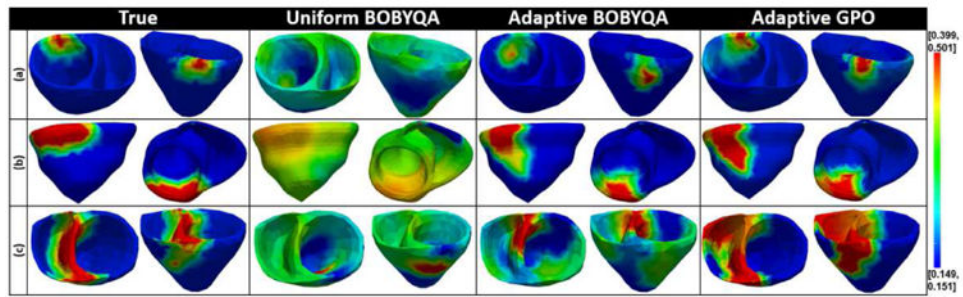 True Uniform BOBYQA Adaptive BOBYQA Adaptive GPO
[0.399,
0.501]
(a)
(b)
(c)
[0.149,
0.151]